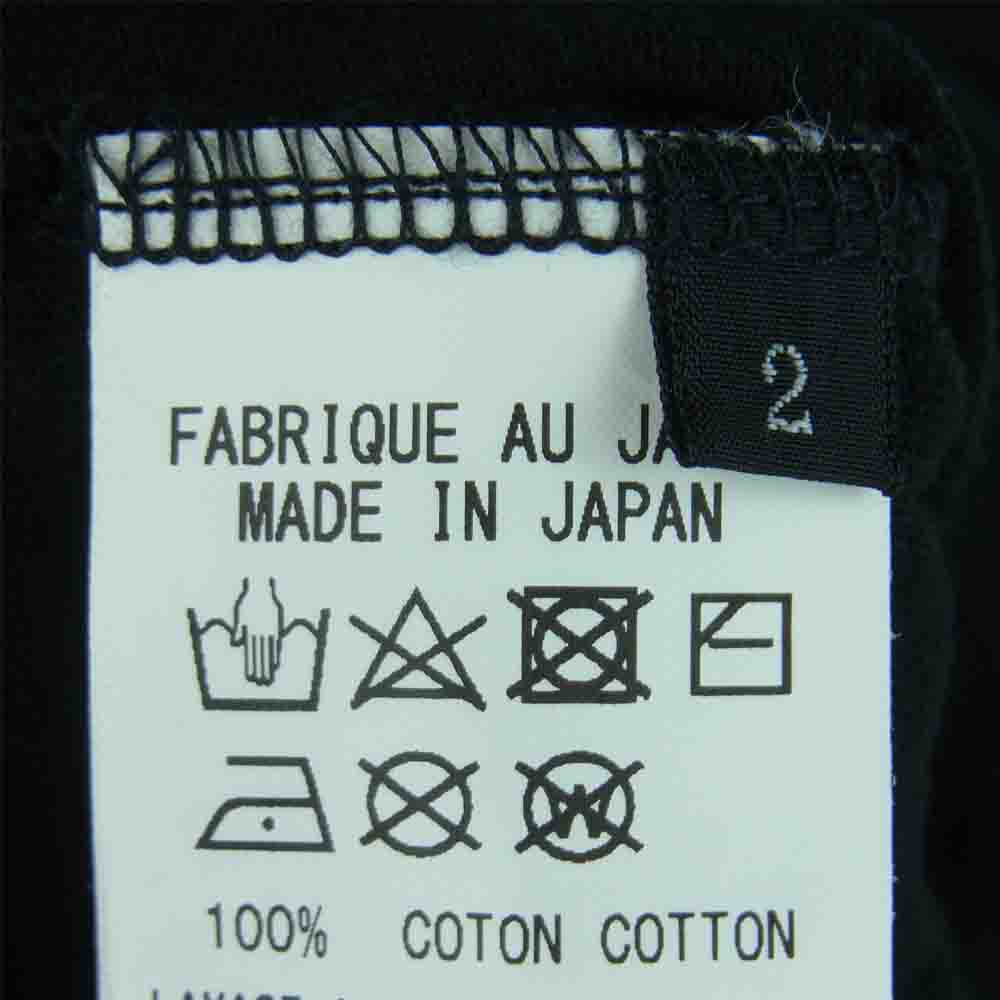 2
FABRIQUE AU JA
MADE IN JAPAN
W
100% COTON COTTON